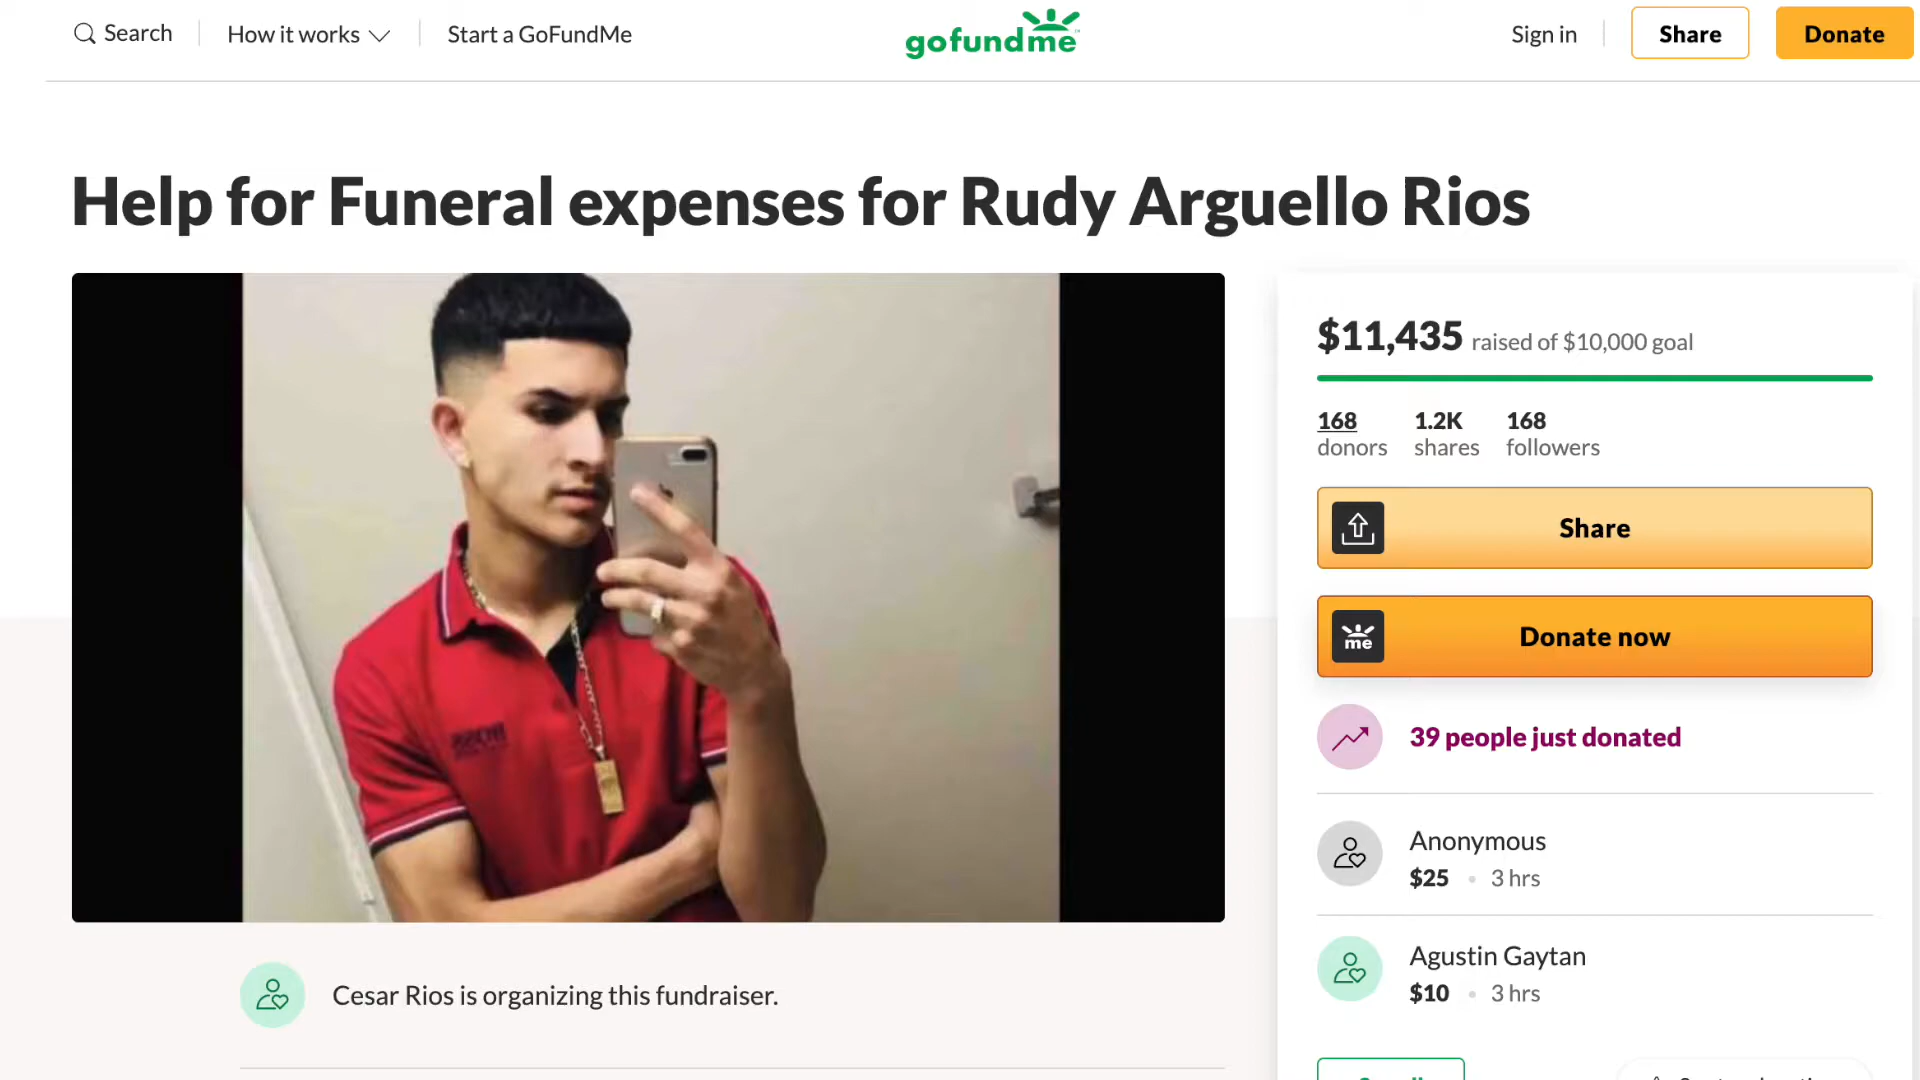 Search
How it works
Start a GoFundMe
gofundme
Sign in
Share
Donate
Help for Funeral expenses for Rudy Arguello Rios
$11,435 raised of $10,000 goal
168 1.2K 168
donors shares followers
Share
me
Donate now
39 people just donated
Anonymous
$25 • 3 hrs
Agustin Gaytan
$10 • 3 hrs
Cesar Rios is organizing this fundraiser.